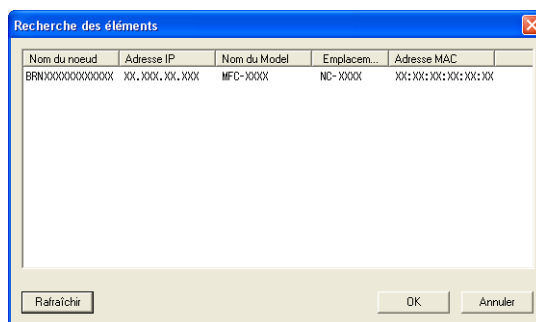 Recherche des éléments
Nom du noeud Adresse IP Nom du Model Emplacem... Adresse MAC
BRNXXXXXXXXXXXX XX.XXX.XX.XXX MFC-XXXX NC-XXXX XX:XX:XX:XX:XX:XX
Rafraîchir OK Annuler